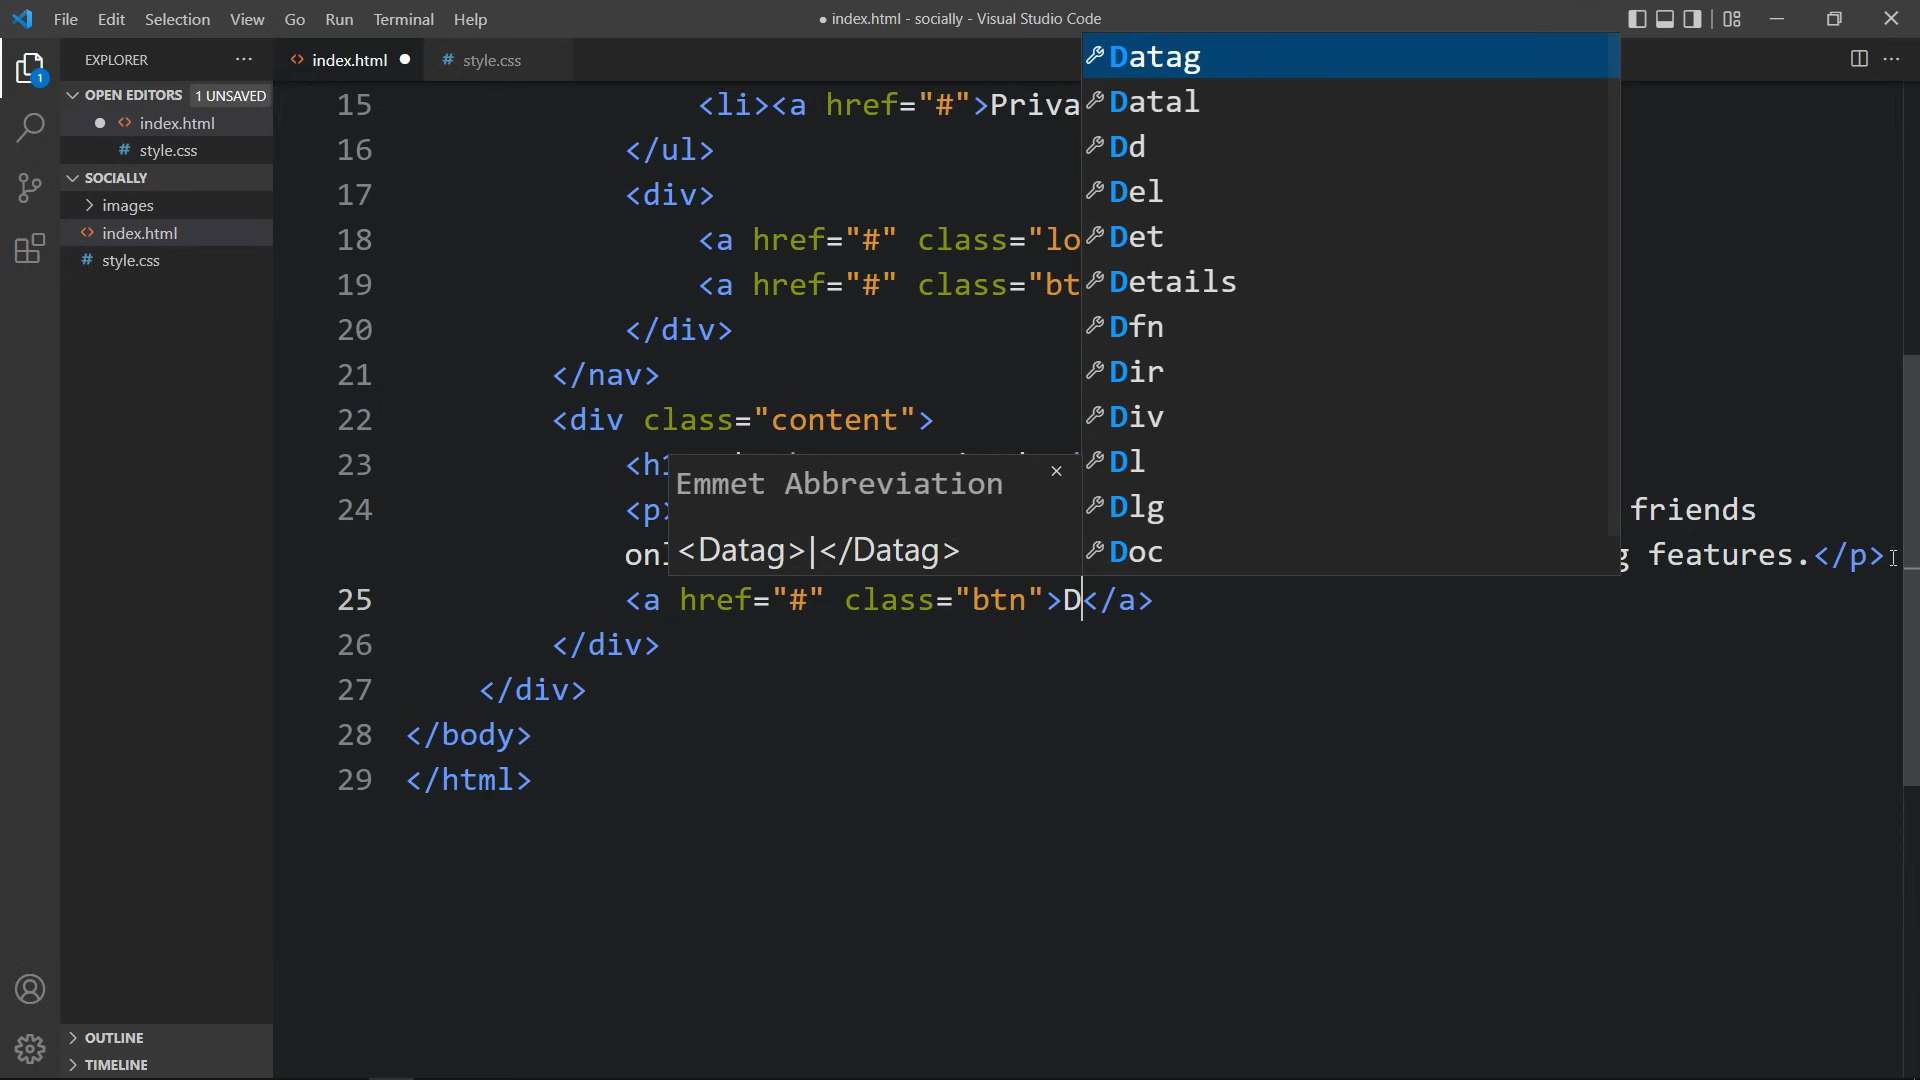 File Edit Selection View Go Run Terminal Help
● index.html - socially - Visual Studio Code
EXPLORER
index.html
style.css
OPEN EDITORS 1 UNSAVED
index.html
style.css
SOCIALLY
images
index.html
style.css
1
15 <li><a href="#">Priva
16 </ul>
17 <div>
18 <a href="#" class="lo
19 <a href="#" class="bt
20 </div>
21 </nav>
22 <div class="content">
23 <h1
24 <p> friends
onl features.</p>
25 <a href="#" class="btn">D</a>
26 </div>
27 </div>
28 </body>
29 </html>
Datag
Datal
Dd
Del
Det
Details
Dfn
Dir
Div
Dl
Dlg
Doc
Emmet Abbreviation
<Datag>|</Datag>
OUTLINE
TIMELINE